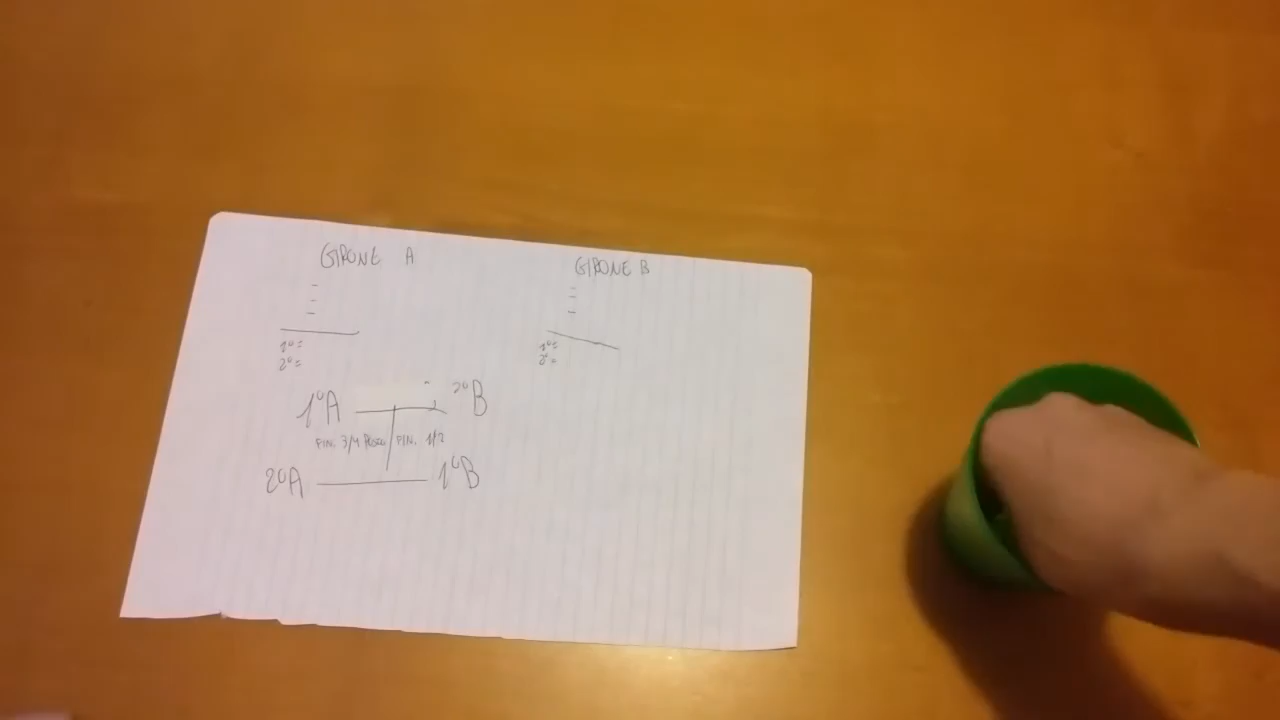 GIRONE A
GIRONE B
-
-
-
-
-
-
1°=
2°=
1°=
2°=
1°A 2°B
FIN. 3/4 POSTO FIN. 1/2
2°A 1°B